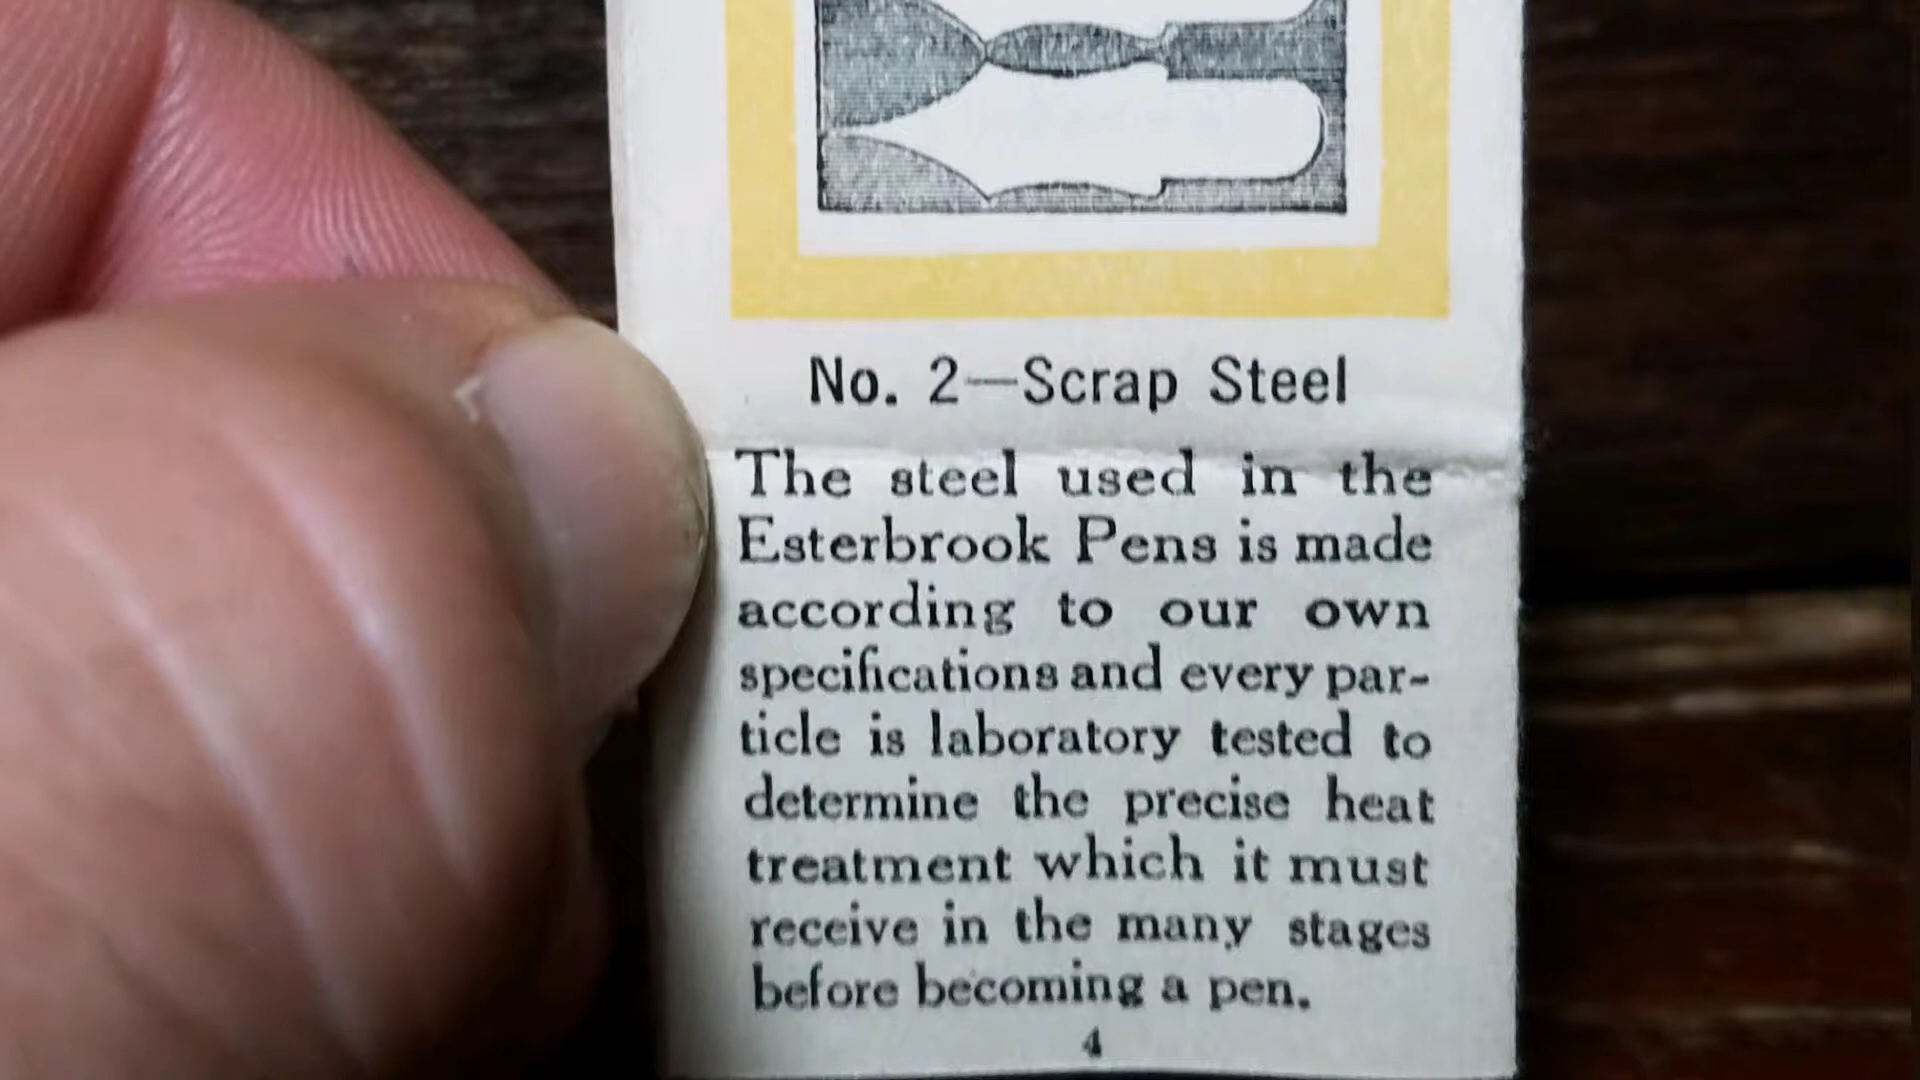 No. 2—Scrap Steel
The steel used in the
Esterbrook Pens is made
according to our own
specifications and every par-
ticle is laboratory tested to
determine the precise heat
treatment which it must
receive in the many stages
before becoming a pen.
4